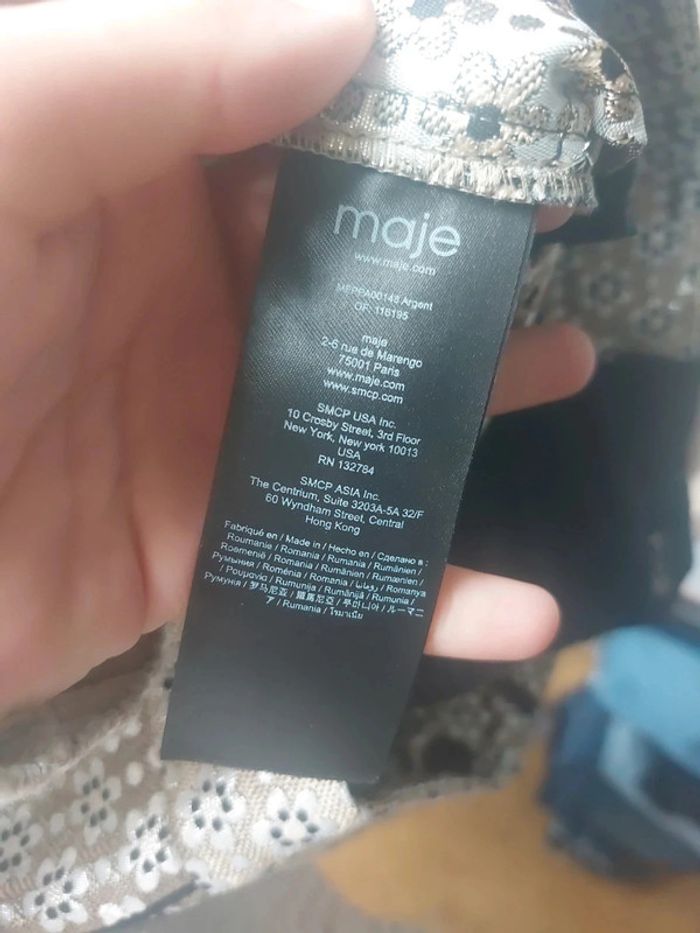 maje
www.maje.com
MFPPA00148 Argent
OF: 116195
maje
2-6 rue de Marengo
75001 Paris
www.maje.com
www.smcp.com
SMCP USA Inc.
10 Crosby Street, 3rd Floor
New York, New york 10013
USA
RN 132784
SMCP ASIA Inc.
The Centrium, Suite 3203A-5A 32/F
60 Wyndham Street, Central
Hong Kong
Fabriqué en / Made in / Hecho en / Сделано в :
Roumanie / Romania / Rumania / Rumänien /
Roemenië / România / Rumænien / Rumænien /
Румыния / Roménia / Romania / رومانيا / Romanya
/ Ρουμανία / Rumunija / Rumānijā / Rumunia /
Румунія / 罗马尼亚 / 羅馬尼亞 / 루마니아 / ルーマニ
ア / Rumania / โรมาเนีย